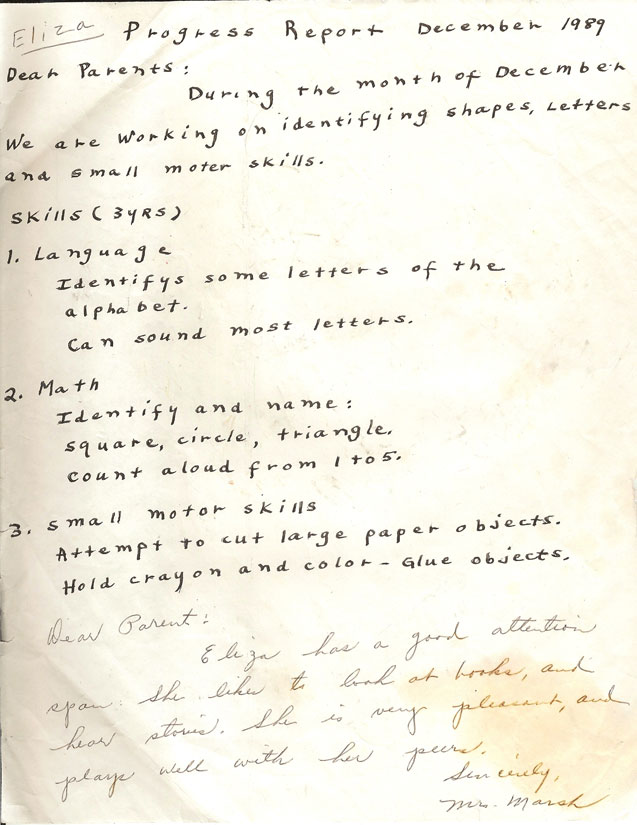 Eliza Progress Report December 1989
Dear Parents:
During the month of December
We are working on identifying shapes, Letters
and small moter skills.
Skills (3 YRS)
1. Language
Identifys some letters of the
alphabet.
Can sound most letters.
2. Math
Identify and name:
square, circle, triangle.
count aloud from 1 to 5.
3. small motor skills
Attempt to cut large paper objects.
Hold crayon and color - Glue objects.
Dear Parent:
Eliza has a good attention
span. She likes to look at books, and
hear stories. She is very pleasant, and
plays well with her peers.
Sincerely,
Mrs. Marsh